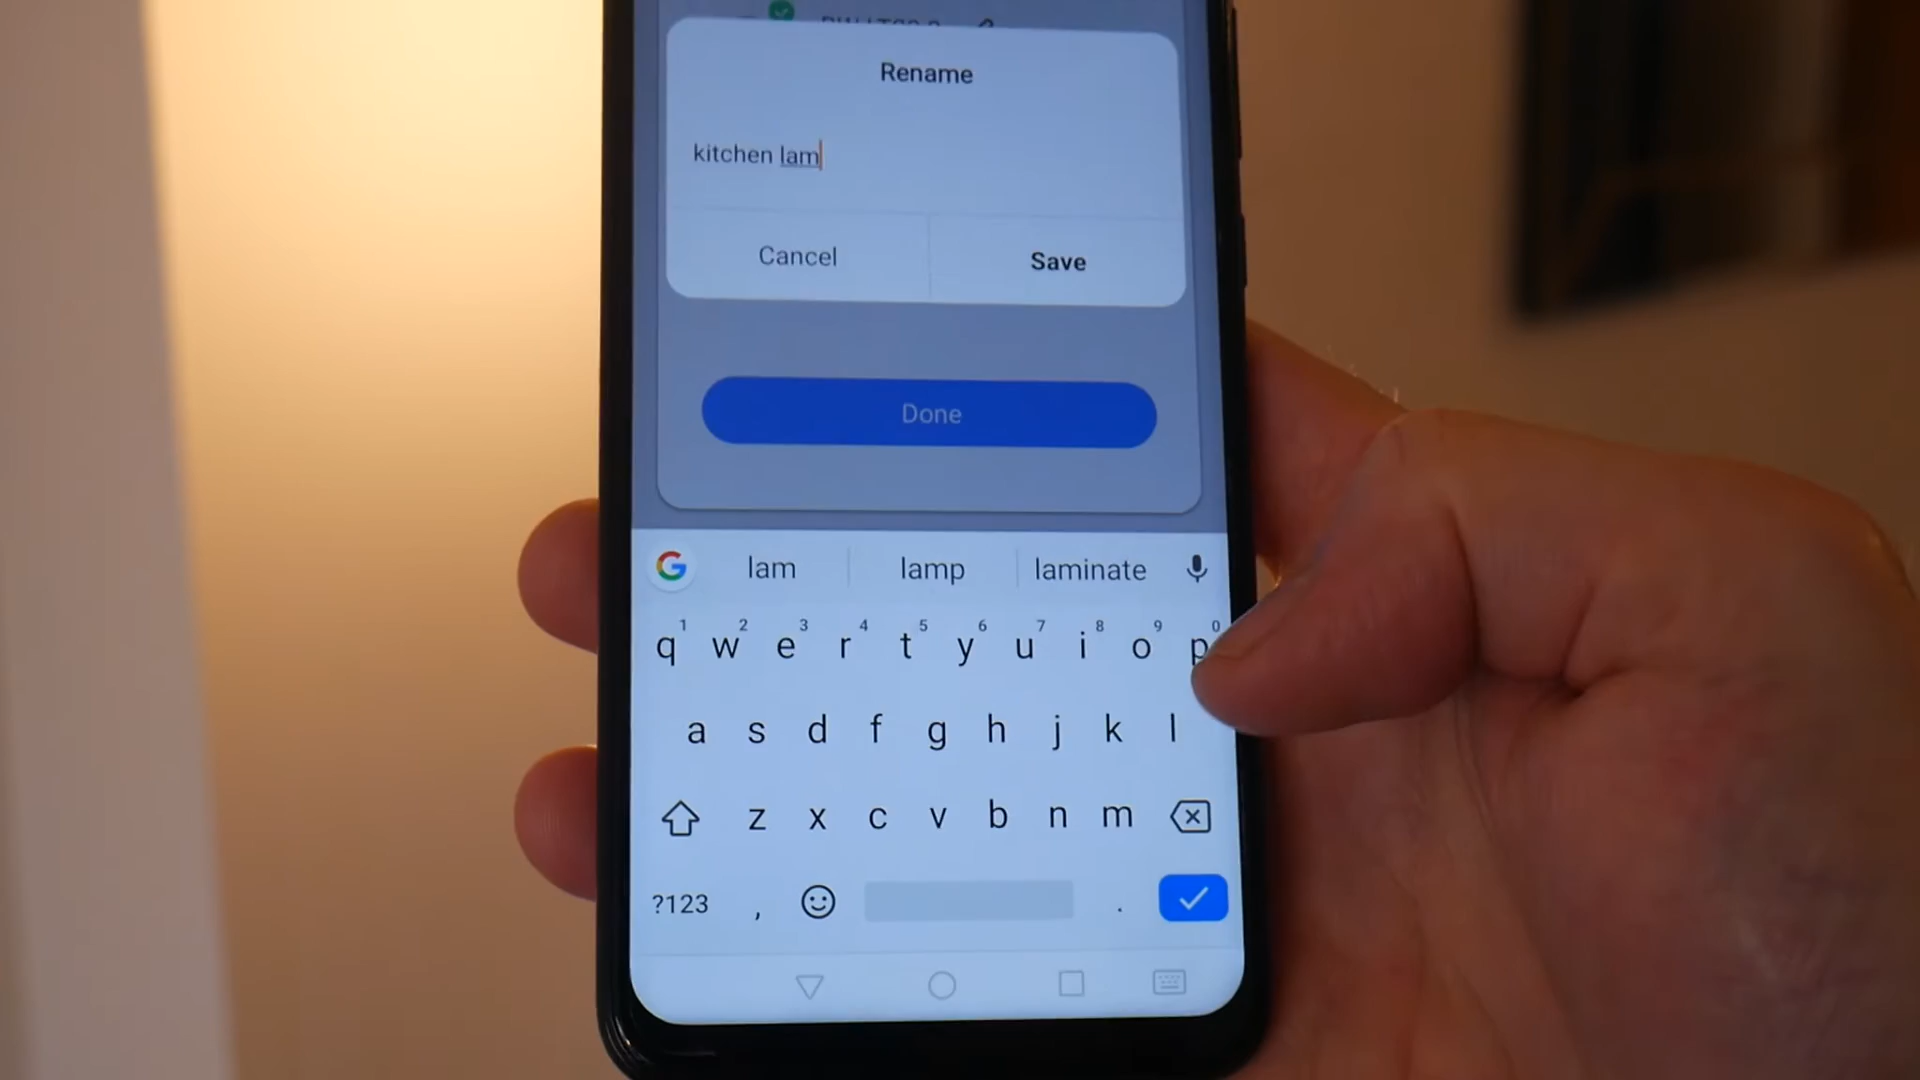 Rename
kitchen lam
Cancel Save
Done
G lam lamp laminate
1 2 3 4 5 6 7 8 9 0
q w e r t y u i o p
a s d f g h j k l
z x c v b n m
?123 , .